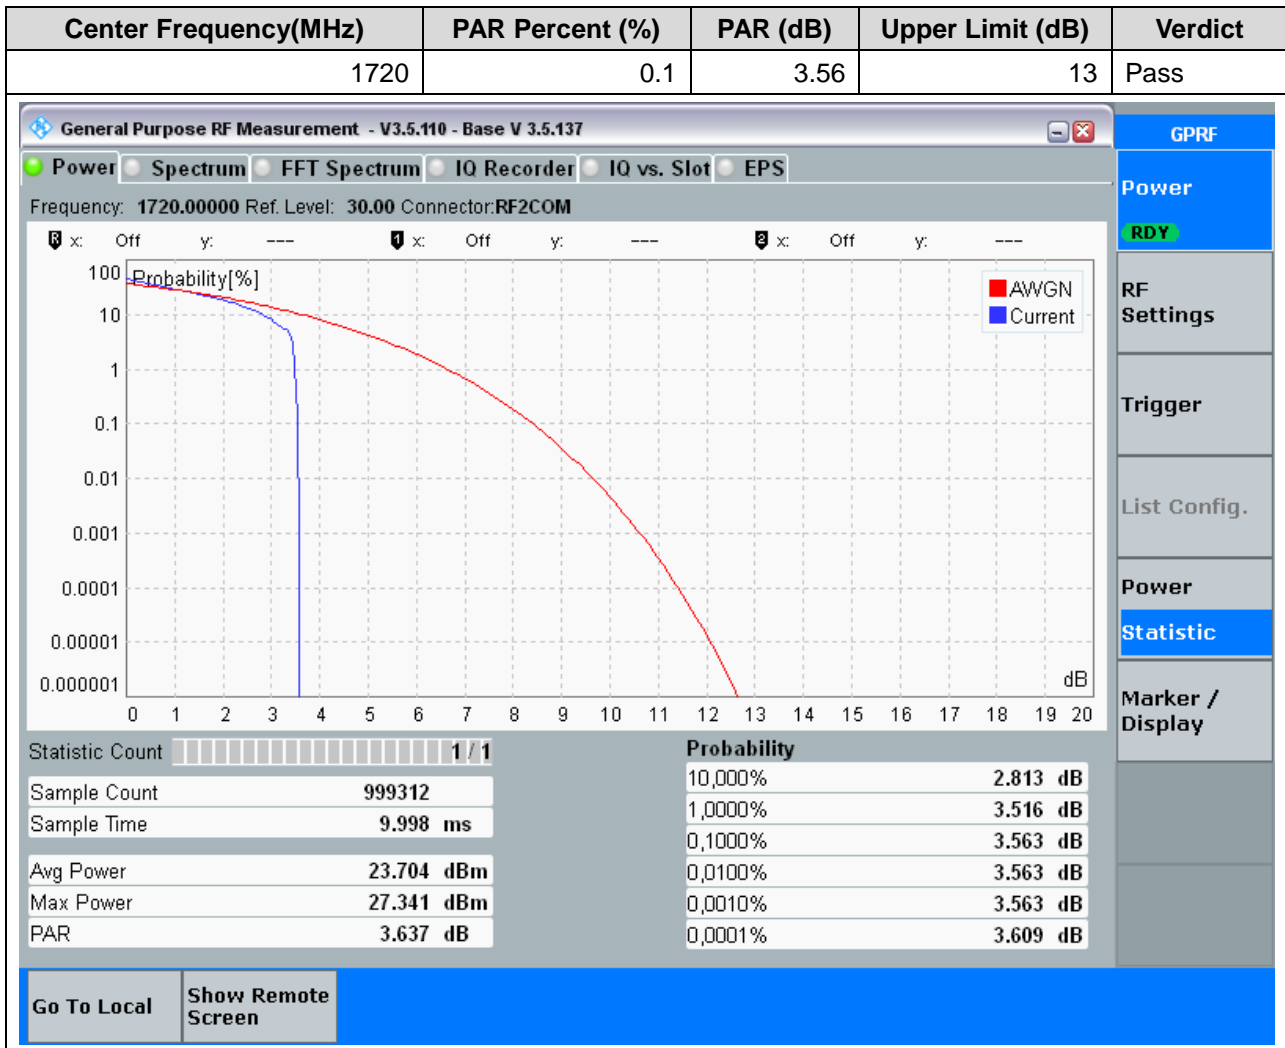 Center Frequency(MHz) PAR Percent (%) PAR (dB) Upper Limit (dB) Verdict
1720 0.1 3.56 13 Pass
General Purpose RF Measurement - V3.5.110 - Base V 3.5.137
GPRF
Power Spectrum FFT Spectrum IQ Recorder IQ vs. Slot EPS
Power
RDY
Frequency: 1720.00000 Ref. Level: 30.00 Connector:RF2COM
R x: Off y: --- 1 x: Off y: --- 2 x: Off y: ---
RF
Settings
Trigger
List Config.
Power
Statistic
Marker /
Display
Probability[%]
AWGN
Current
100
10
1
0.1
0.01
0.001
0.0001
0.00001
0.000001
dB
0 1 2 3 4 5 6 7 8 9 10 11 12 13 14 15 16 17 18 19 20
Statistic Count 1 / 1
Sample Count 999312
Sample Time 9.998 ms
Avg Power 23.704 dBm
Max Power 27.341 dBm
PAR 3.637 dB
Probability
10,000% 2.813 dB
1,0000% 3.516 dB
0,1000% 3.563 dB
0,0100% 3.563 dB
0,0010% 3.563 dB
0,0001% 3.609 dB
Go To Local
Show Remote
Screen